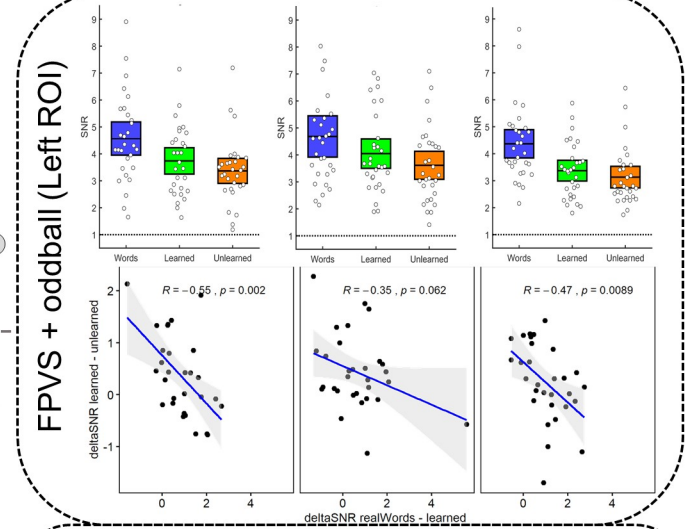 FPVS + oddball (Left ROI)
9
8
7
6
5
4
3
2
1
SNR
Words Learned Unlearned
9
8
7
6
5
4
3
2
1
SNR
Words Learned Unlearned
9
8
7
6
5
4
3
2
1
SNR
Words Learned Unlearned
deltaSNR learned - unlearned
2
1
0
-1
R = −0.55 , p = 0.002
0 2 4
R = −0.35 , p = 0.062
0 2 4
R = −0.47 , p = 0.0089
0 2 4
deltaSNR realWords - learned